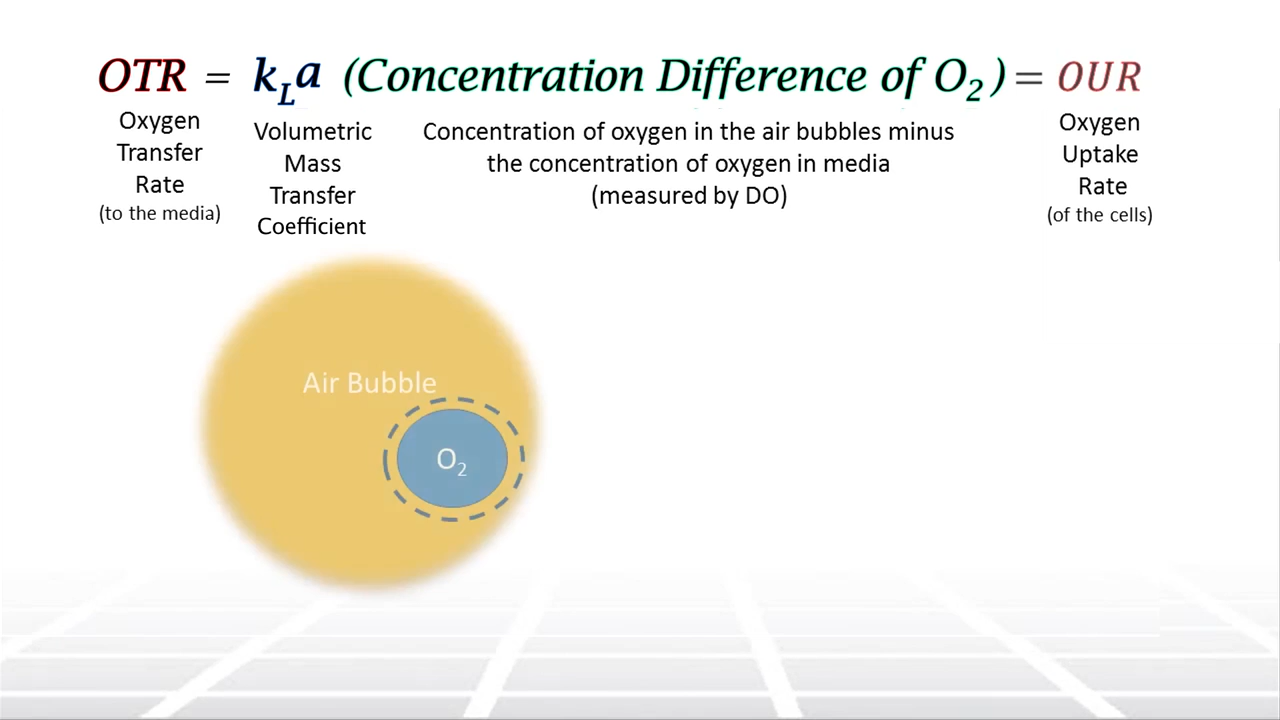 OTR = kLa (Concentration Difference of O2 ) = OUR
Oxygen
Transfer
Rate
(to the media)
Volumetric
Mass
Transfer
Coefficient
Concentration of oxygen in the air bubbles minus
the concentration of oxygen in media
(measured by DO)
Oxygen
Uptake
Rate
(of the cells)
Air Bubble
O2